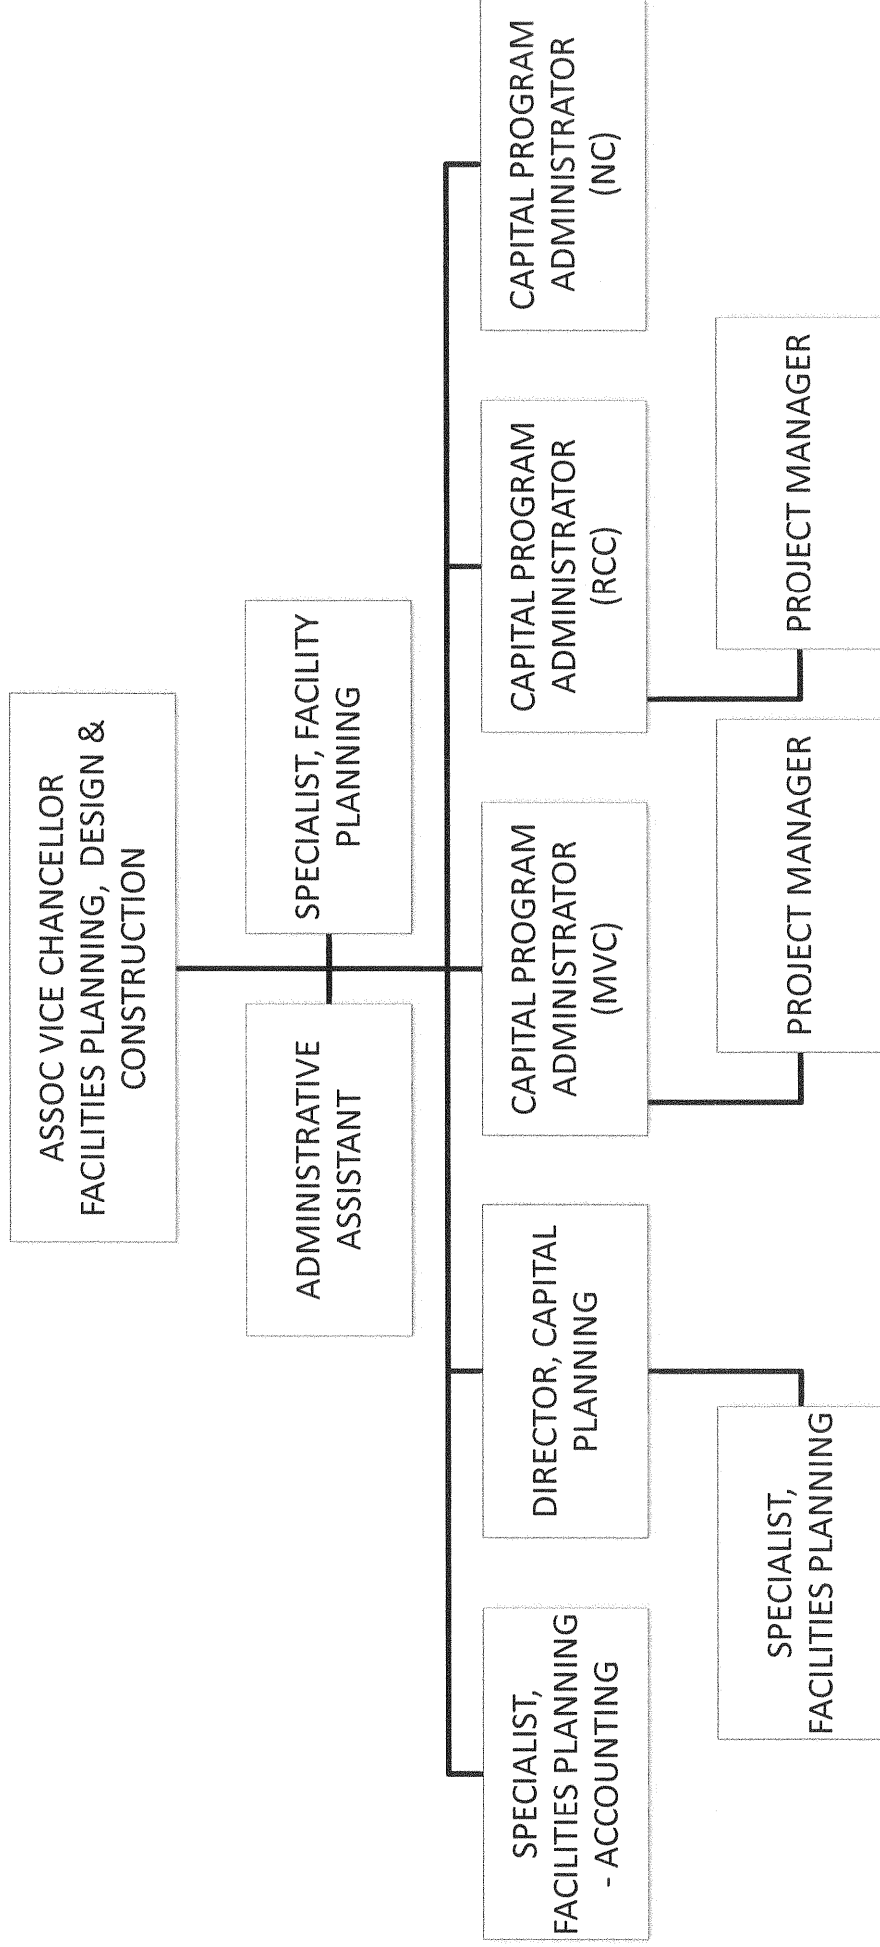 ASSOC VICE CHANCELLOR
FACILITIES PLANNING, DESIGN &
CONSTRUCTION
ADMINISTRATIVE
ASSISTANT
SPECIALIST, FACILITY
PLANNING
SPECIALIST,
FACILITIES PLANNING
- ACCOUNTING
DIRECTOR, CAPITAL
PLANNING
CAPITAL PROGRAM
ADMINISTRATOR
(MVC)
CAPITAL PROGRAM
ADMINISTRATOR
(RCC)
CAPITAL PROGRAM
ADMINISTRATOR
(NC)
SPECIALIST,
FACILITIES PLANNING
PROJECT MANAGER
PROJECT MANAGER